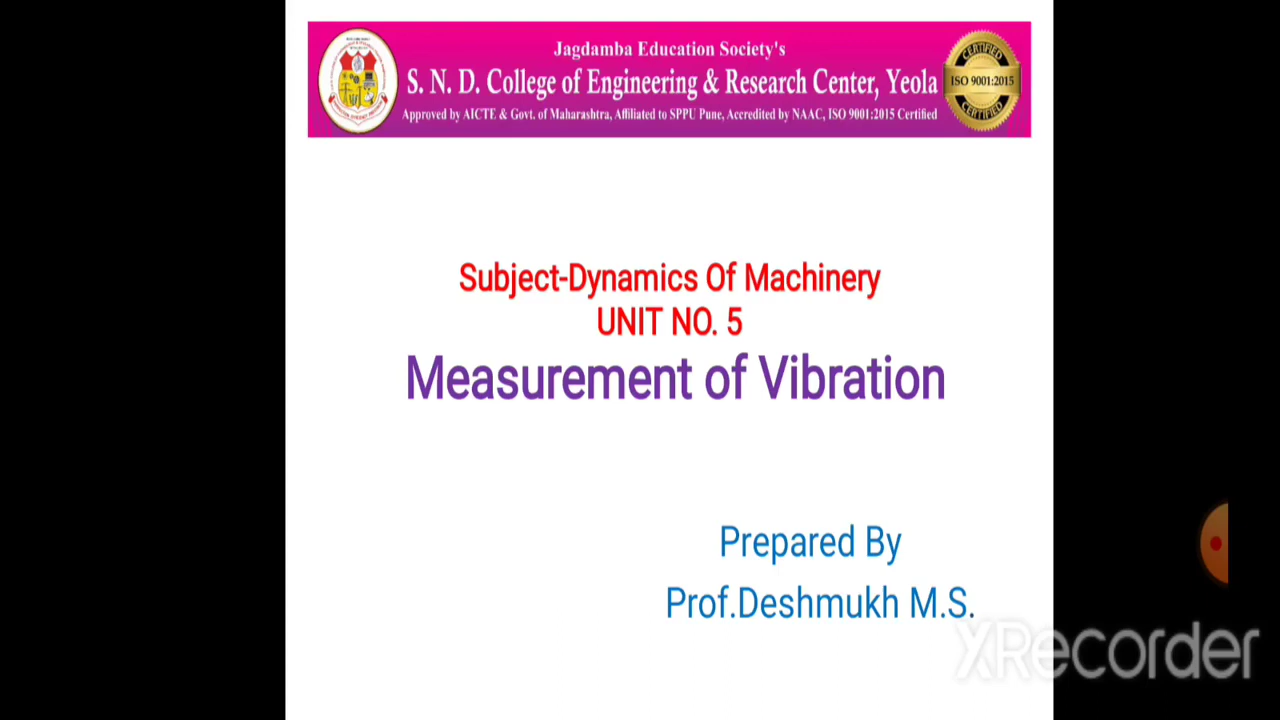 Jagdamba Education Society's
S. N. D. College of Engineering & Research Center, Yeola
Approved by AICTE & Govt. of Maharashtra, Affiliated to SPPU Pune, Accredited by NAAC, ISO 9001:2015 Certified
CERTIFIED
ISO 9001:2015
CERTIFIED
Subject-Dynamics Of Machinery
UNIT NO. 5
Measurement of Vibration
Prepared By
Prof.Deshmukh M.S.
XRecorder